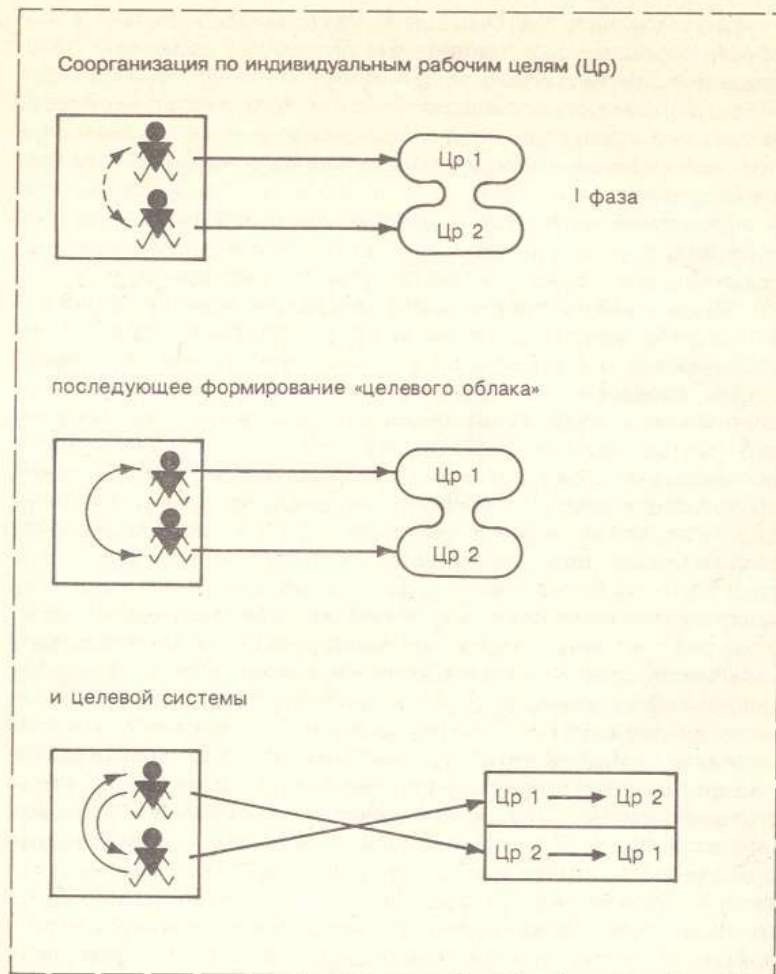 Соорганизация по индивидуальным рабочим целям (Цр)
Цр 1
I фаза
Цр 2
последующее формирование «целевого облака»
Цр 1
Цр 2
и целевой системы
Цр 1 → Цр 2
Цр 2 → Цр 1